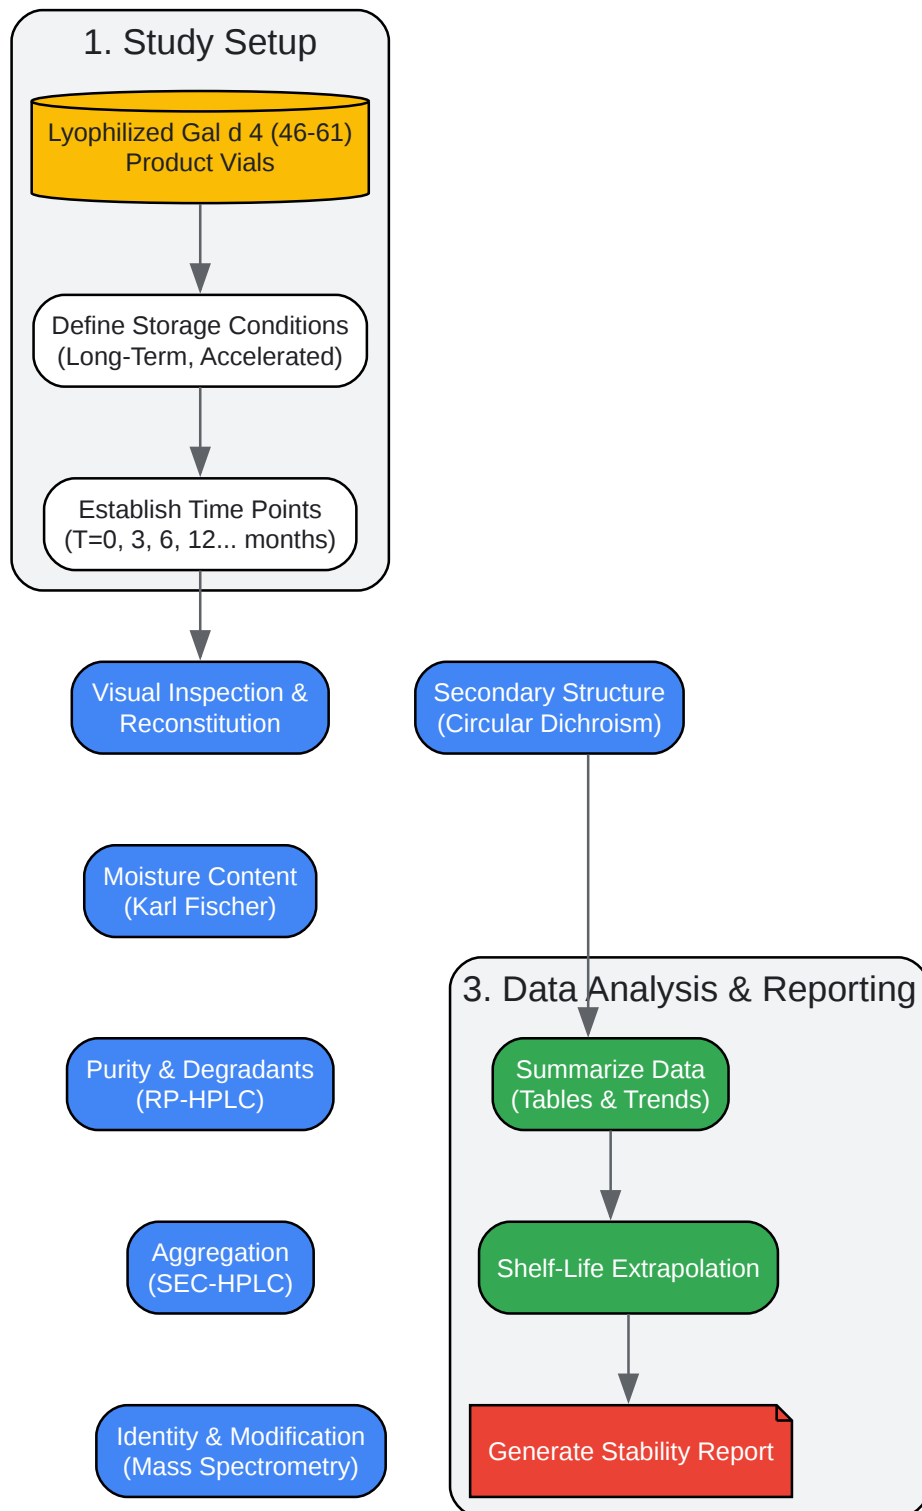 1. Study Setup
Lyophilized Gal d 4 (46-61)
Product Vials
Define Storage Conditions
(Long-Term, Accelerated)
Establish Time Points
(T=0, 3, 6, 12... months)
Visual Inspection &
Reconstitution
Secondary Structure
(Circular Dichroism)
Moisture Content
(Karl Fischer)
3. Data Analysis & Reporting
Purity & Degradants
(RP-HPLC)
Summarize Data
(Tables & Trends)
Aggregation
(SEC-HPLC)
Shelf-Life Extrapolation
Identity & Modification
(Mass Spectrometry)
Generate Stability Report